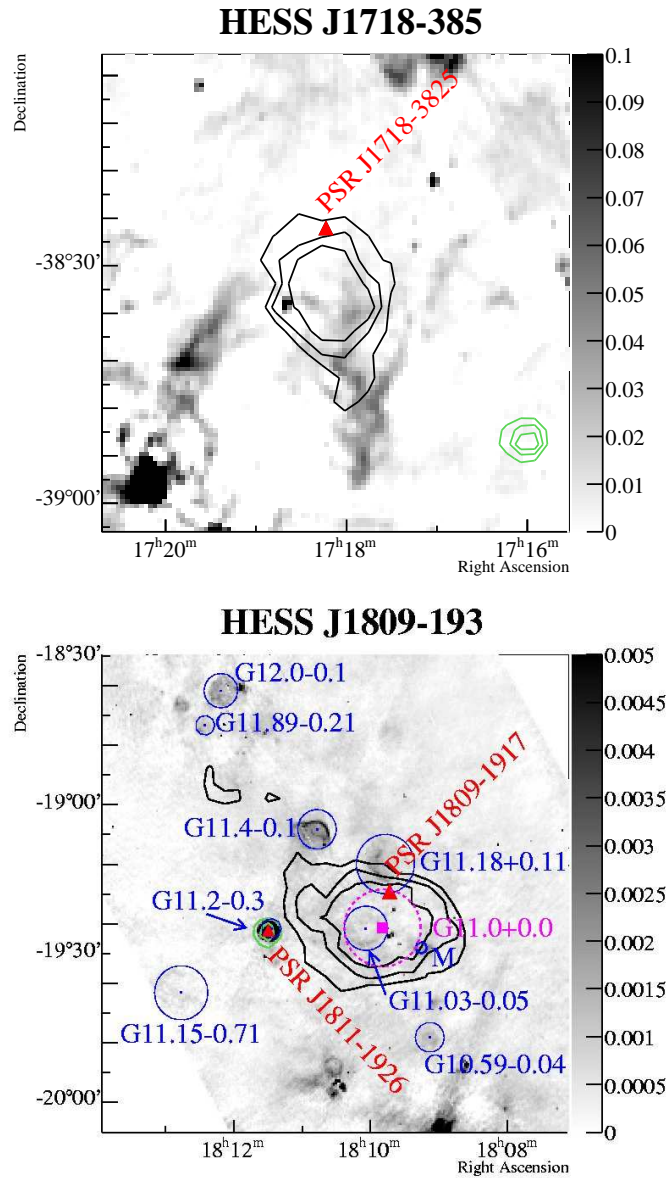 HESS J1718-385
Declination
PSR J1718-3825
-38°30'
-39°00'
17h20m
17h18m
17h16m
Right Ascension
0.1
0.09
0.08
0.07
0.06
0.05
0.04
0.03
0.02
0.01
0
HESS J1809-193
Declination
-18°30'
-19°00'
-19°30'
-20°00'
G12.0-0.1
G11.89-0.21
PSR J1809-1917
G11.4-0.1
G11.18+0.11
G11.2-0.3
G11.0+0.0
M
G11.03-0.05
PSR J1811-1926
G11.15-0.71
G10.59-0.04
18h12m
18h10m
18h08m
Right Ascension
0.005
0.0045
0.004
0.0035
0.003
0.0025
0.002
0.0015
0.001
0.0005
0